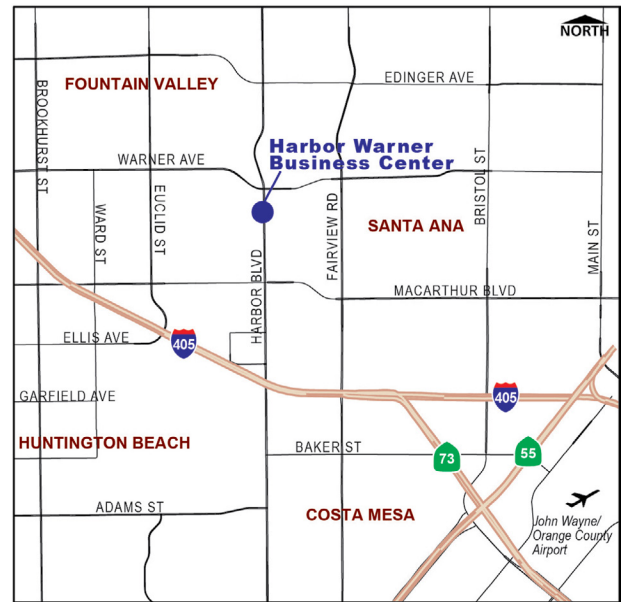 NORTH
FOUNTAIN VALLEY
EDINGER AVE
BROOKHURST ST
Harbor Warner
Business Center
WARNER AVE
WARD ST
EUCLID ST
HARBOR BLVD
FAIRVIEW RD
SANTA ANA
BRISTOL ST
MAIN ST
MACARTHUR BLVD
ELLIS AVE
405
GARFIELD AVE
405
HUNTINGTON BEACH
BAKER ST
73
55
ADAMS ST
COSTA MESA
John Wayne/
Orange County
Airport